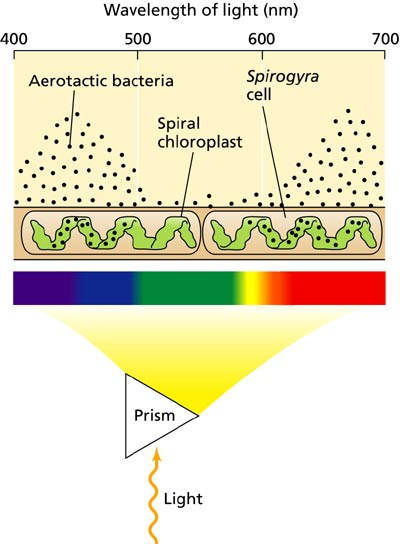 Wavelength of light (nm)
400 500 600 700
Aerotactic bacteria
Spirogyra
cell
Spiral
chloroplast
Prism
Light